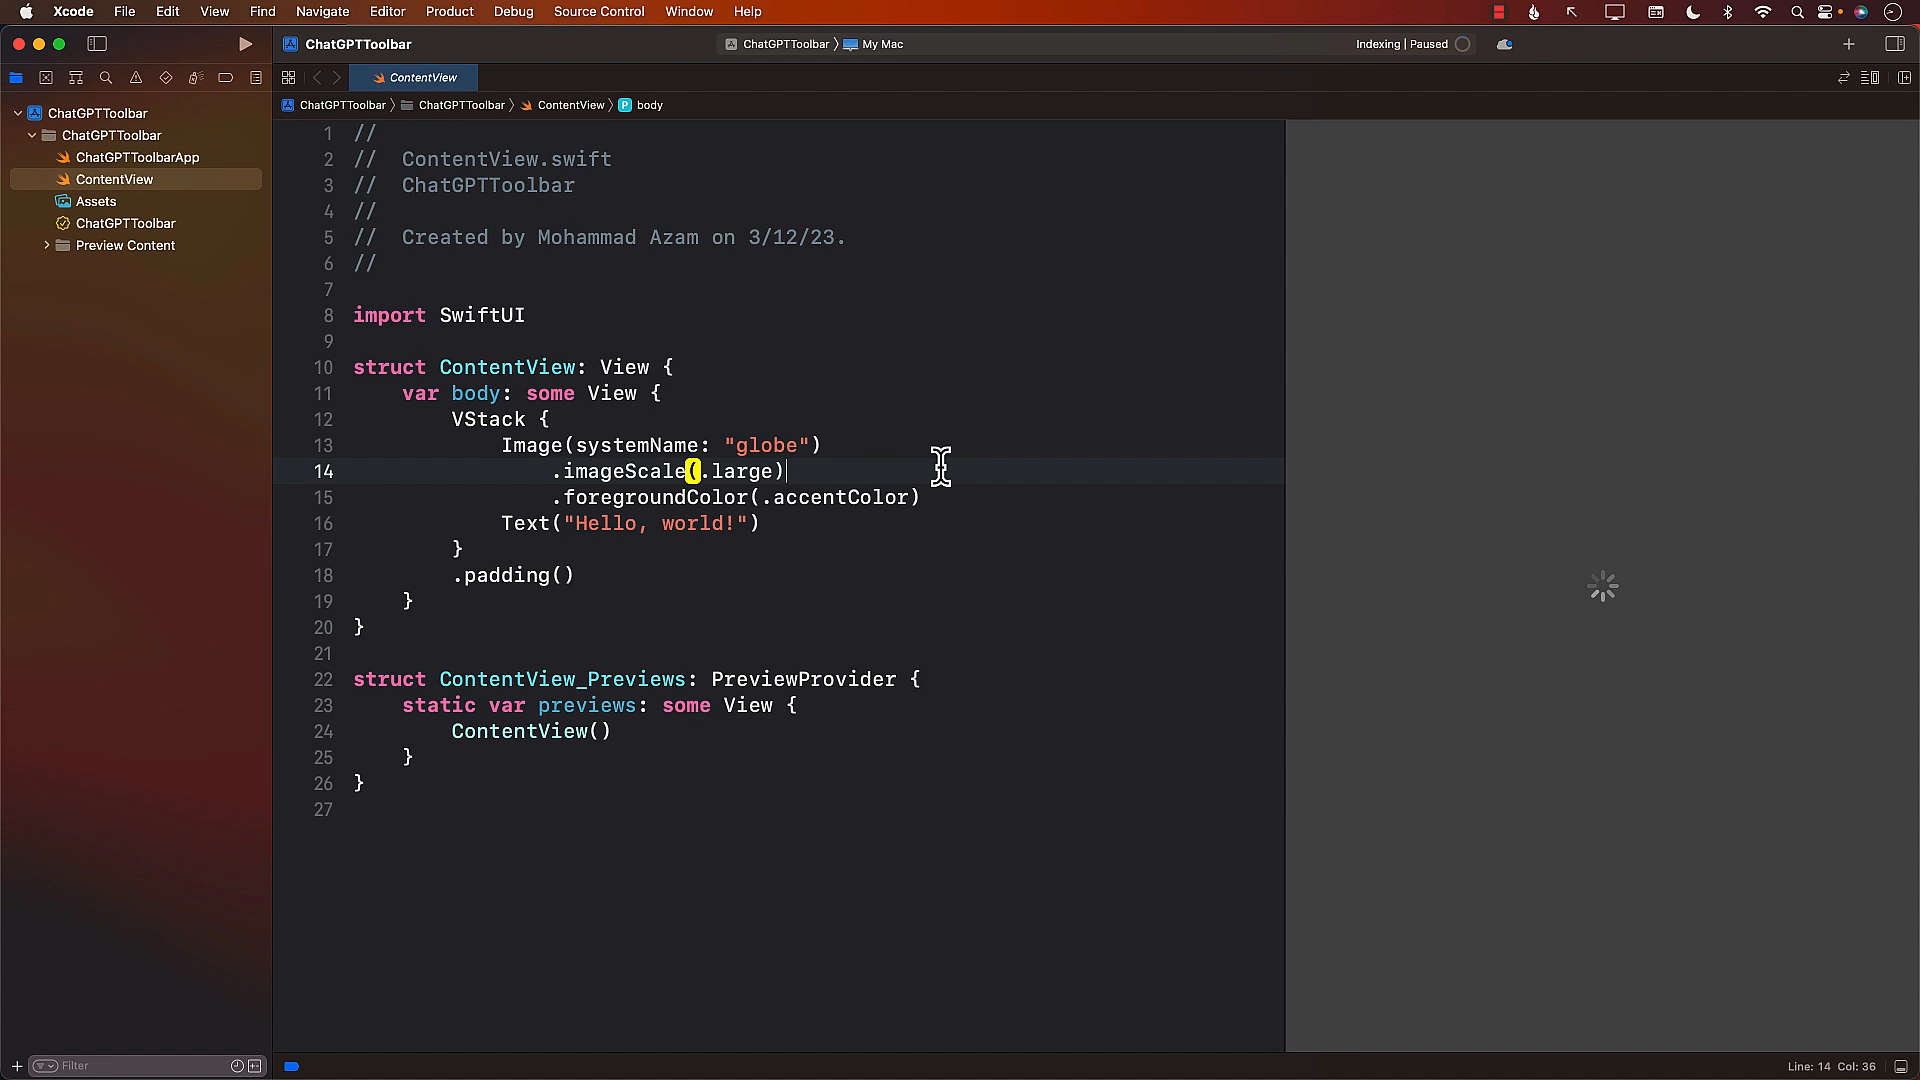 Xcode File Edit View Find Navigate Editor Product Debug Source Control Window Help
ChatGPTToolbar
ChatGPTToolbar 〉 My Mac
Indexing | Paused
ContentView
ChatGPTToolbar 〉 ChatGPTToolbar 〉 ContentView 〉 P body
ChatGPTToolbar
ChatGPTToolbar
ChatGPTToolbarApp
ContentView
Assets
ChatGPTToolbar
Preview Content
1 //
2 //  ContentView.swift
3 //  ChatGPTToolbar
4 //
5 //  Created by Mohammad Azam on 3/12/23.
6 //
7
8 import SwiftUI
9
10 struct ContentView: View {
11     var body: some View {
12         VStack {
13             Image(systemName: "globe")
14                 .imageScale(.large)
15                 .foregroundColor(.accentColor)
16             Text("Hello, world!")
17         }
18         .padding()
19     }
20 }
21
22 struct ContentView_Previews: PreviewProvider {
23     static var previews: some View {
24         ContentView()
25     }
26 }
27
Filter
Line: 14 Col: 36